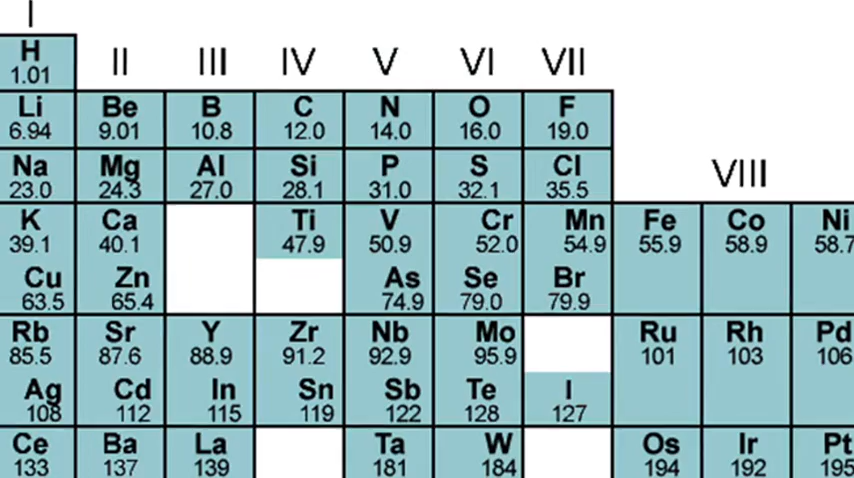 I
H
1.01
II III IV V VI VII
Li Be B C N O F
6.94 9.01 10.8 12.0 14.0 16.0 19.0
VIII
Na Mg Al Si P S Cl
23.0 24.3 27.0 28.1 31.0 32.1 35.5
K Ca Ti V Cr Mn Fe Co Ni
39.1 40.1 47.9 50.9 52.0 54.9 55.9 58.9 58.7
Cu Zn As Se Br
63.5 65.4 74.9 79.0 79.9
Rb Sr Y Zr Nb Mo Ru Rh Pd
85.5 87.6 88.9 91.2 92.9 95.9 101 103 106
Ag Cd In Sn Sb Te I
108 112 115 119 122 128 127
Ce Ba La Ta W Os Ir Pt
133 137 139 181 184 194 192 195